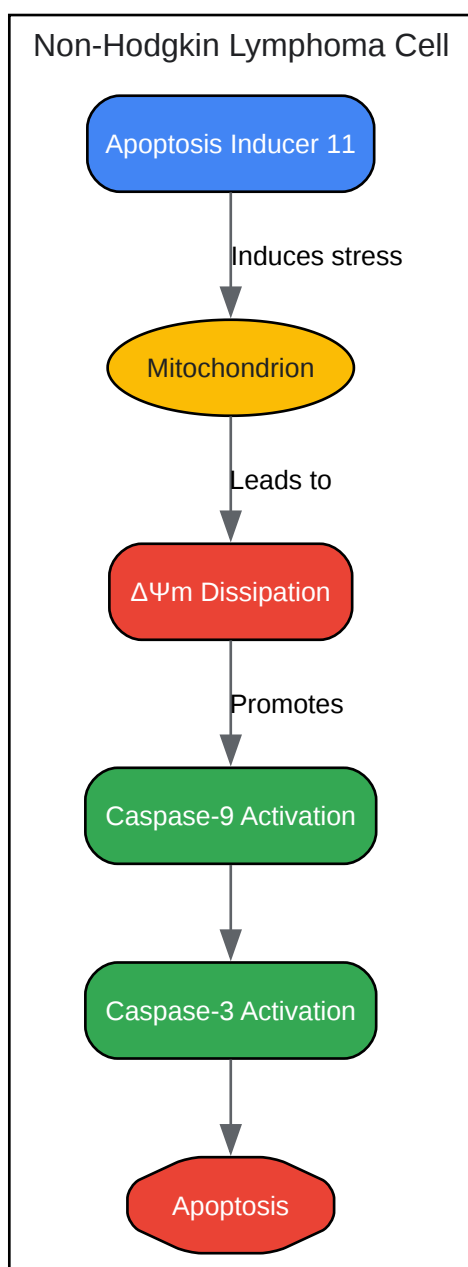 Non-Hodgkin Lymphoma Cell
Apoptosis Inducer 11
Induces stress
Mitochondrion
Leads to
ΔΨm Dissipation
Promotes
Caspase-9 Activation
Caspase-3 Activation
Apoptosis